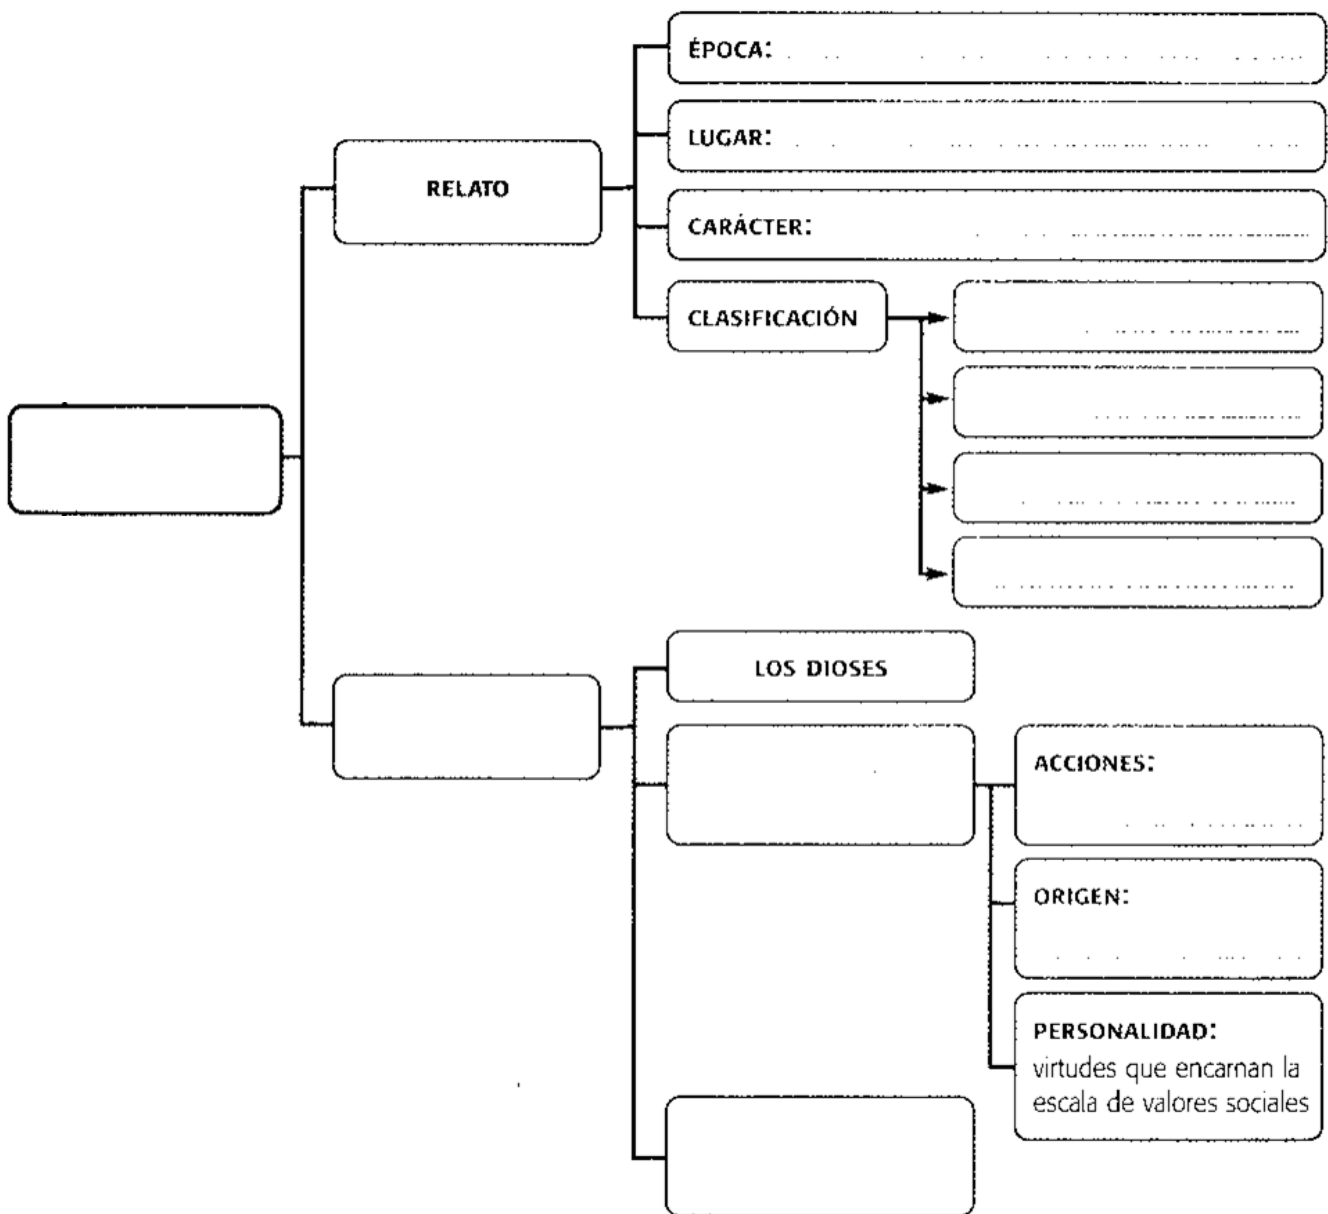 ÉPOCA:
LUGAR:
RELATO
CARÁCTER:
CLASIFICACIÓN
LOS DIOSES
ACCIONES:
ORIGEN:
PERSONALIDAD:
virtudes que encarnan la
escala de valores sociales